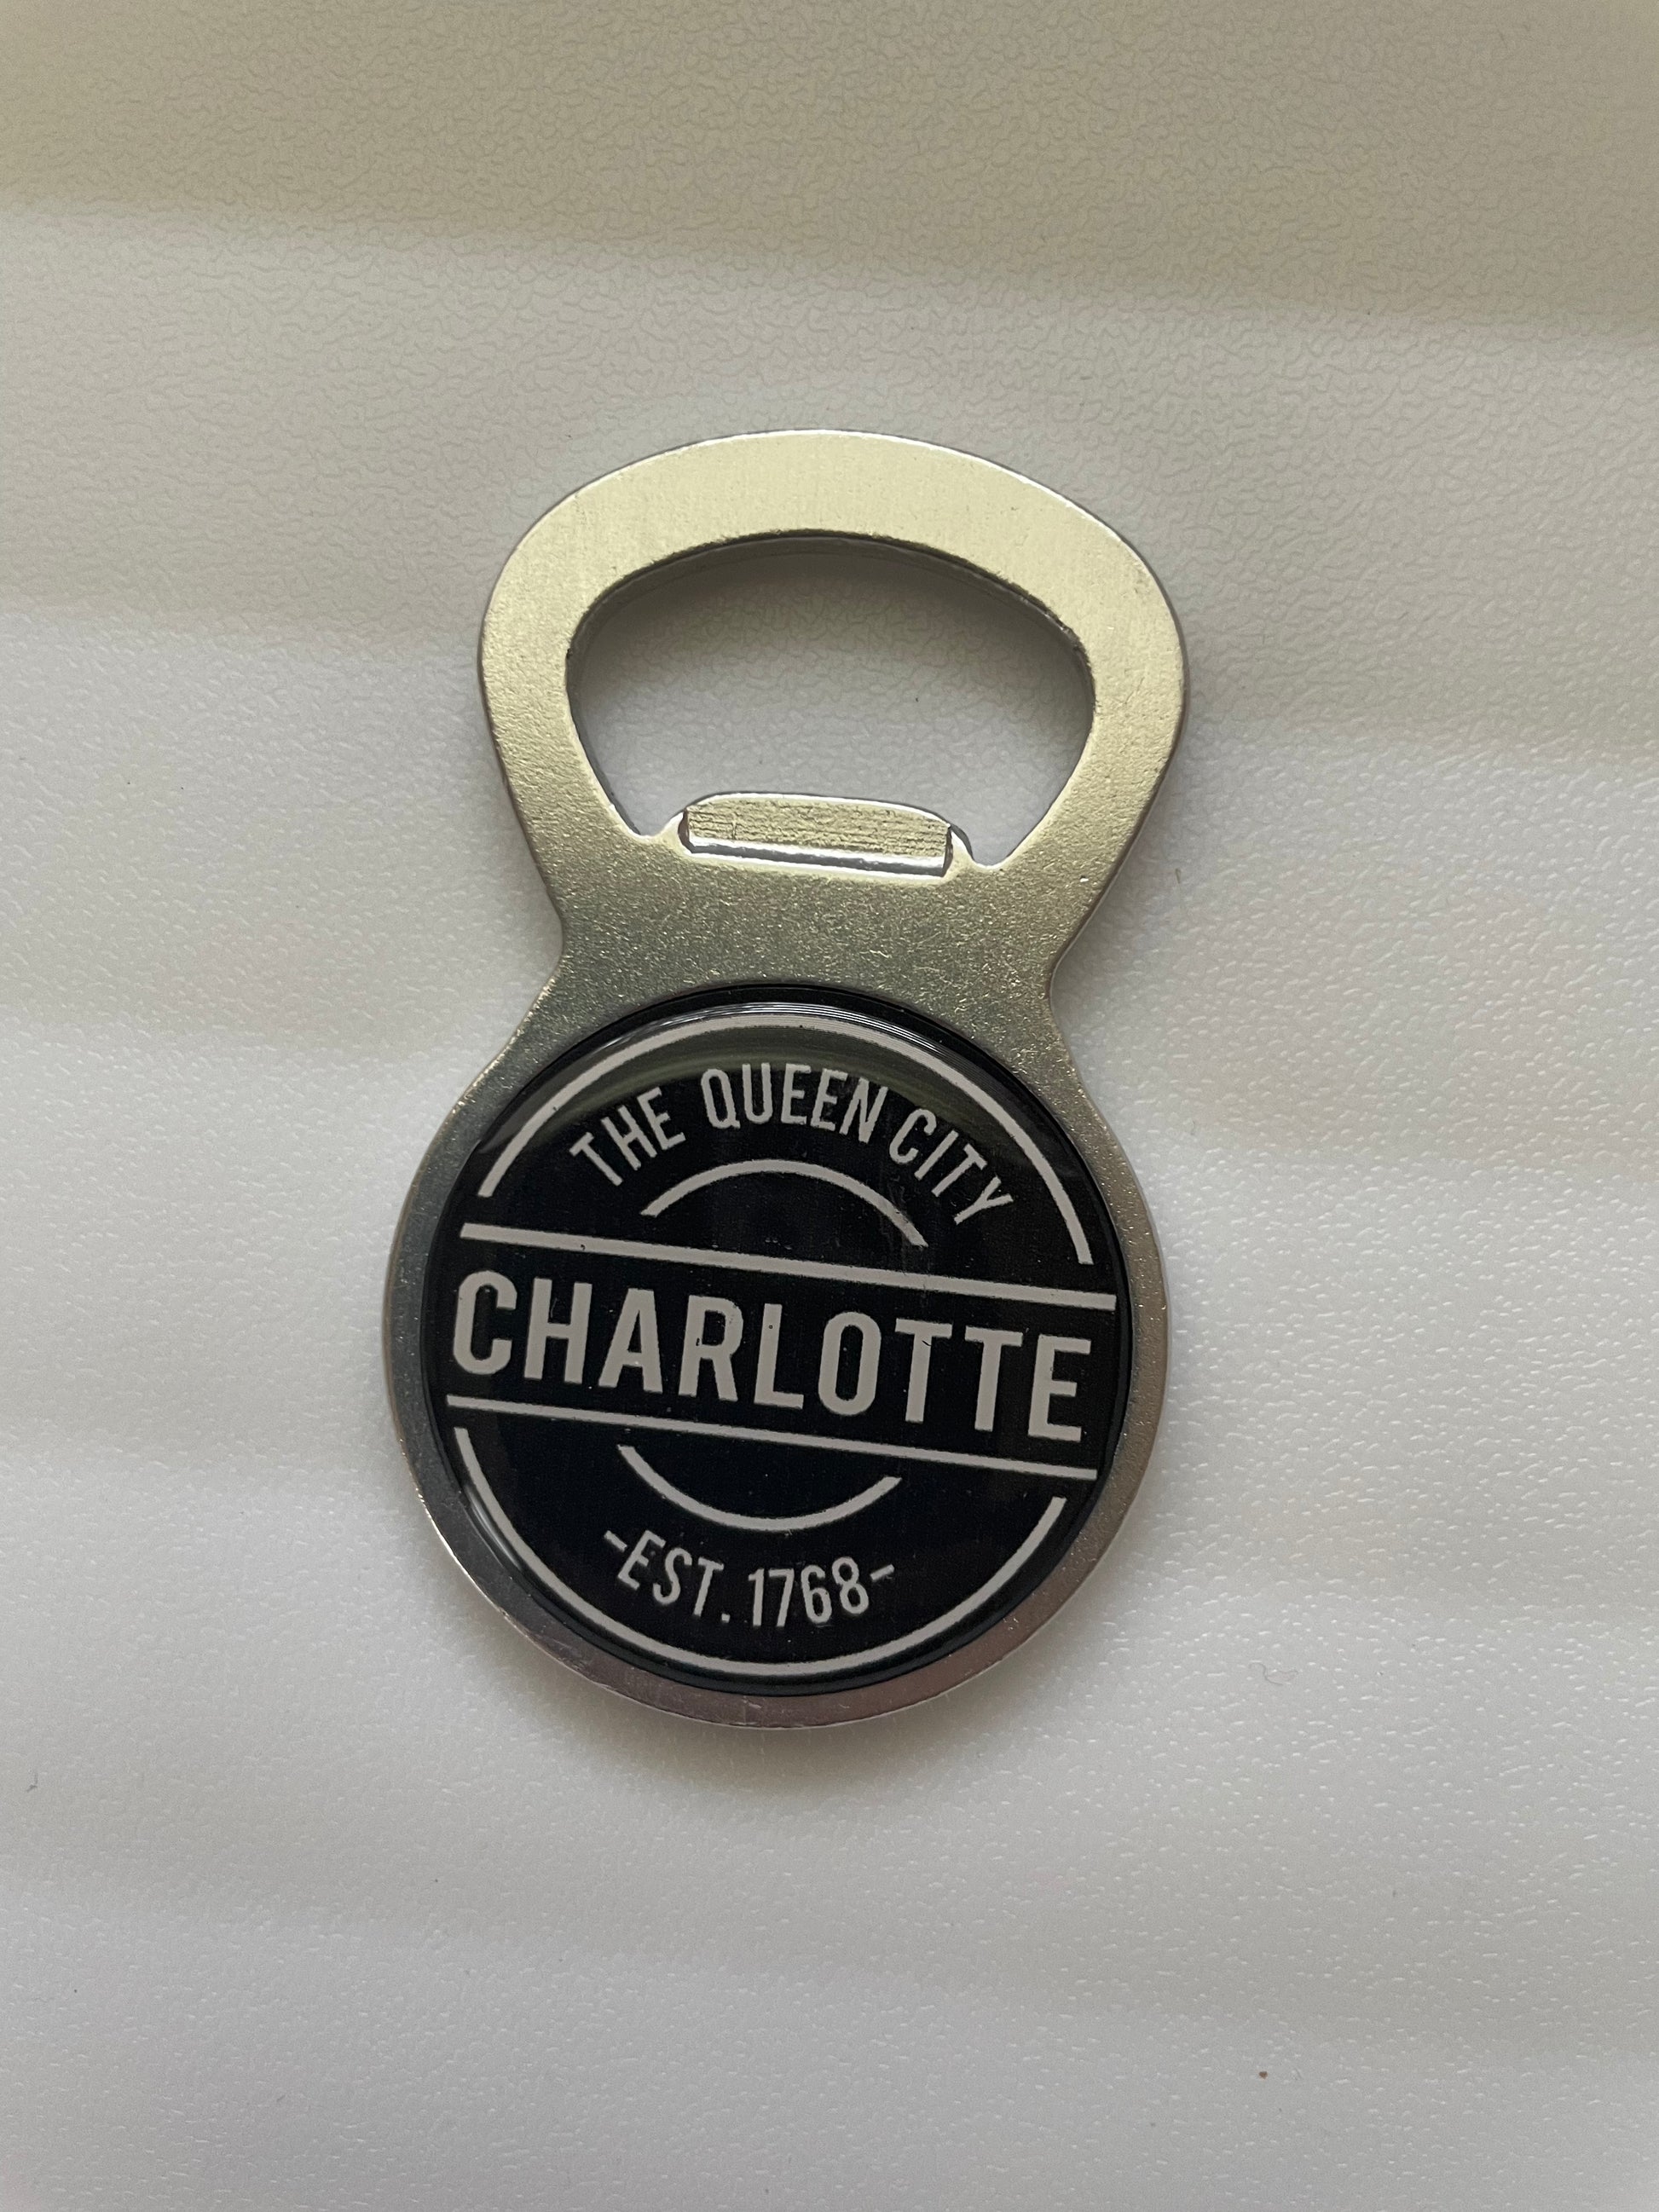 THE QUEEN CITY
CHARLOTTE
-EST. 1768-